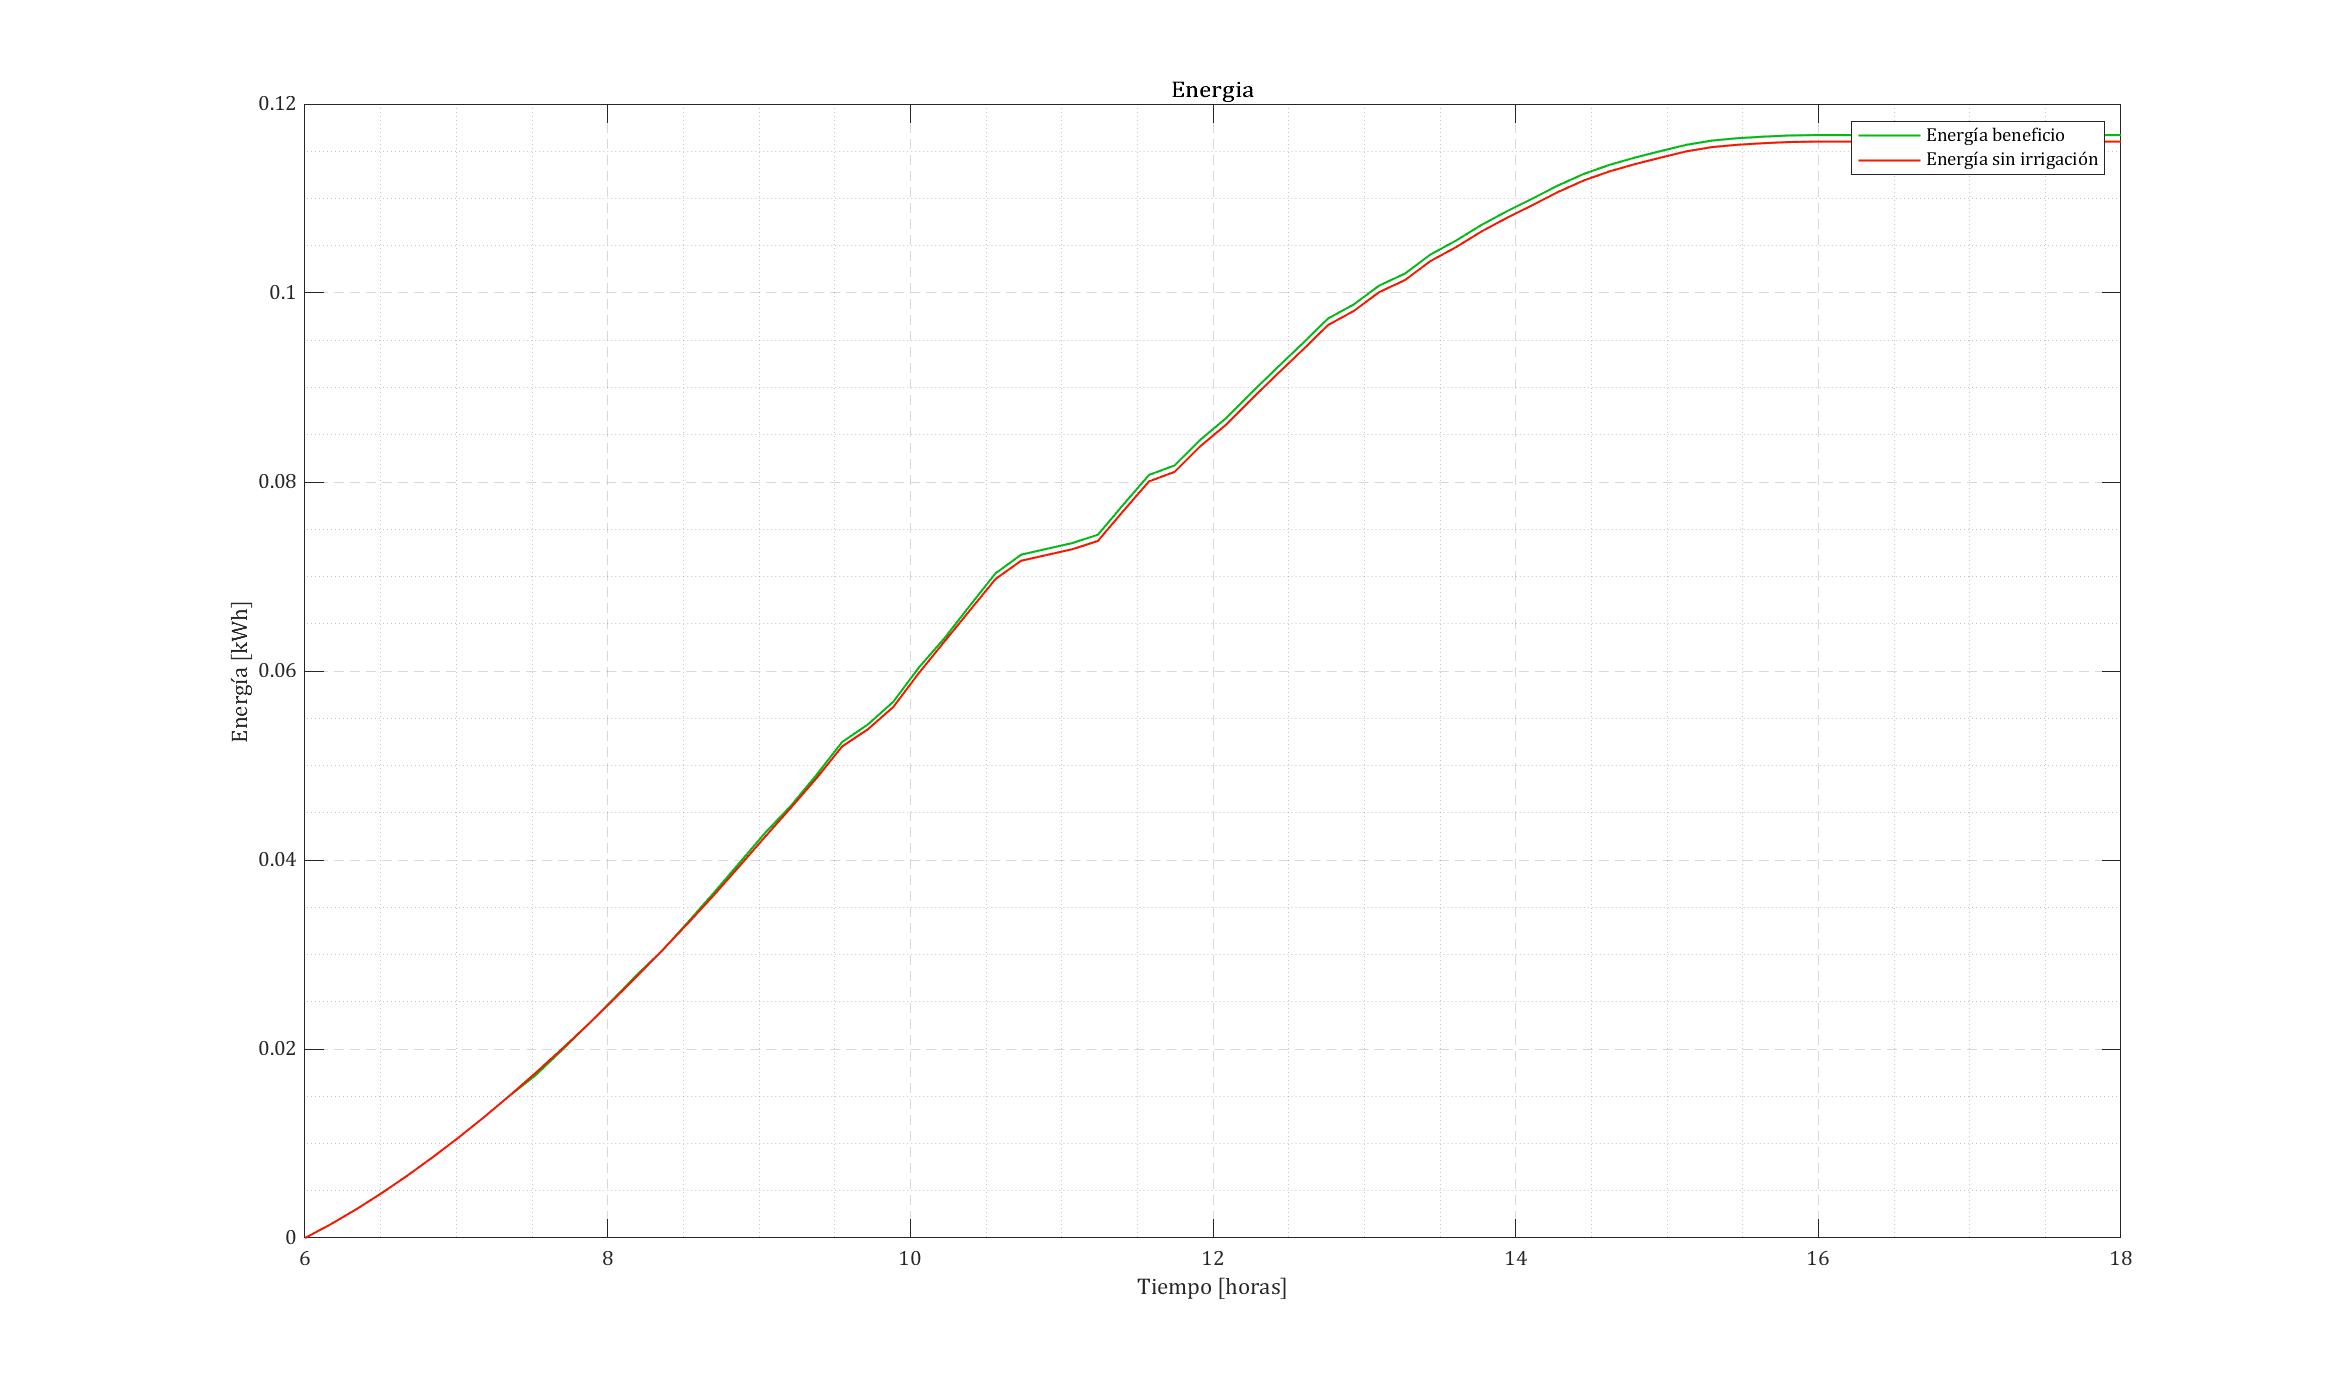 Energia
0.12
0.1
0.08
0.06
0.04
0.02
0
Energía [kWh]
Energía beneficio
Energía sin irrigación
6 8 10 12 14 16 18
Tiempo [horas]